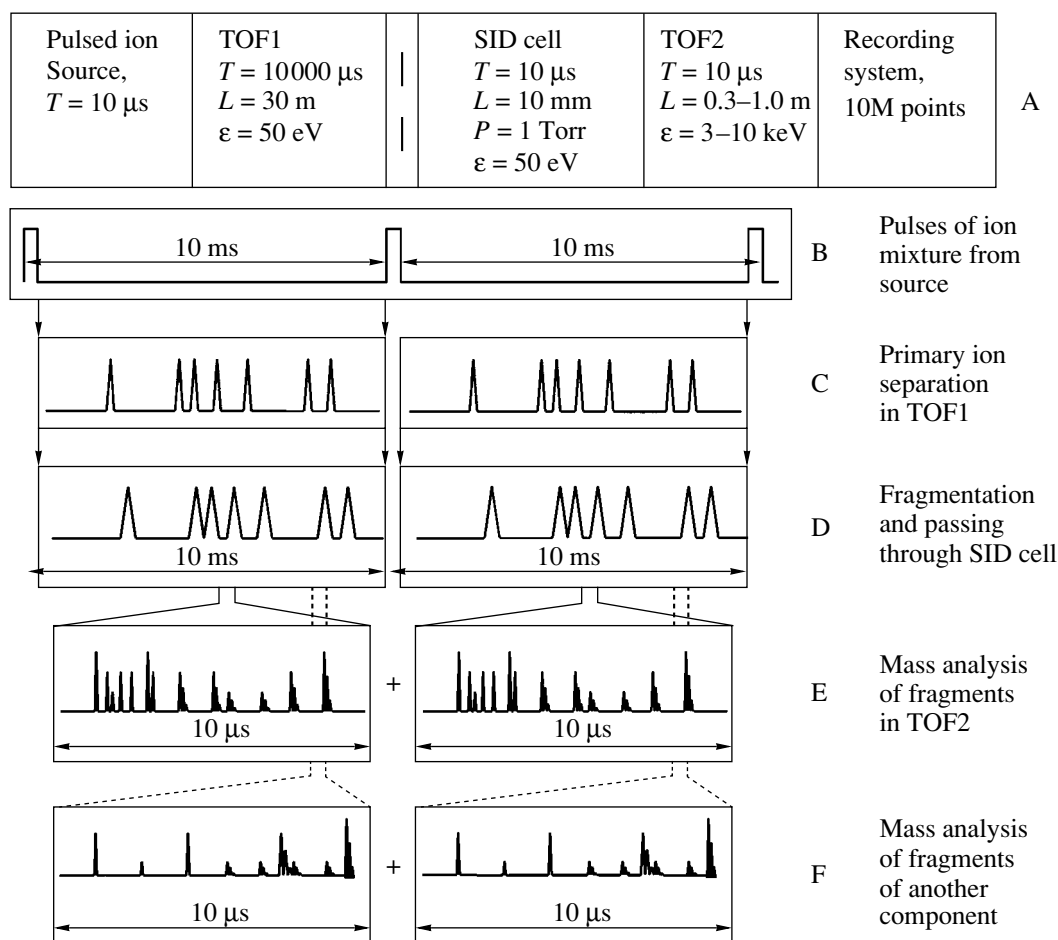 Pulsed ion
Source,
T = 10 μs
TOF1
T = 10000 μs
L = 30 m
ε = 50 eV
SID cell
T = 10 μs
L = 10 mm
P = 1 Torr
ε = 50 eV
TOF2
T = 10 μs
L = 0.3–1.0 m
ε = 3–10 keV
Recording
system,
10M points
A
10 ms
10 ms
B
Pulses of ion
mixture from
source
C
Primary ion
separation
in TOF1
10 ms
10 ms
D
Fragmentation
and passing
through SID cell
+
10 μs
10 μs
E
Mass analysis
of fragments
in TOF2
+
10 μs
10 μs
F
Mass analysis
of fragments
of another
component